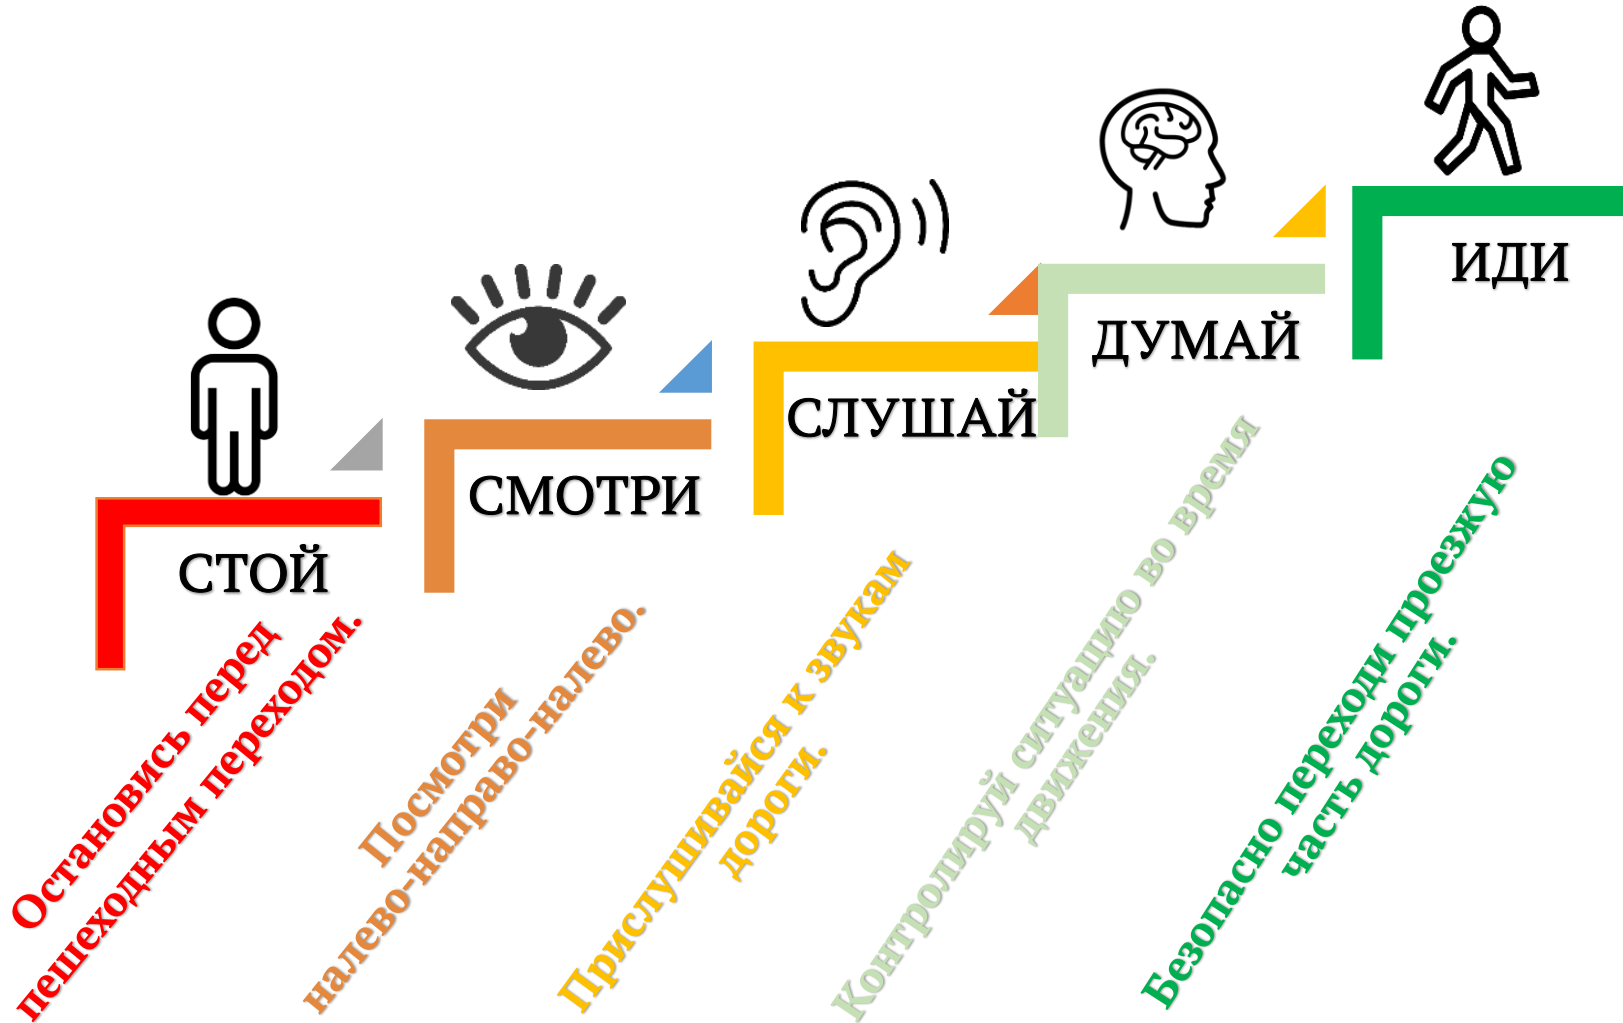 СТОЙ
Остановись перед
пешеходным переходом.
СМОТРИ
Посмотри
налево-направо-налево.
СЛУШАЙ
Прислушивайся к звукам
дороги.
ДУМАЙ
Контролируй ситуацию во время
движения.
ИДИ
Безопасно переходи проезжую
часть дороги.